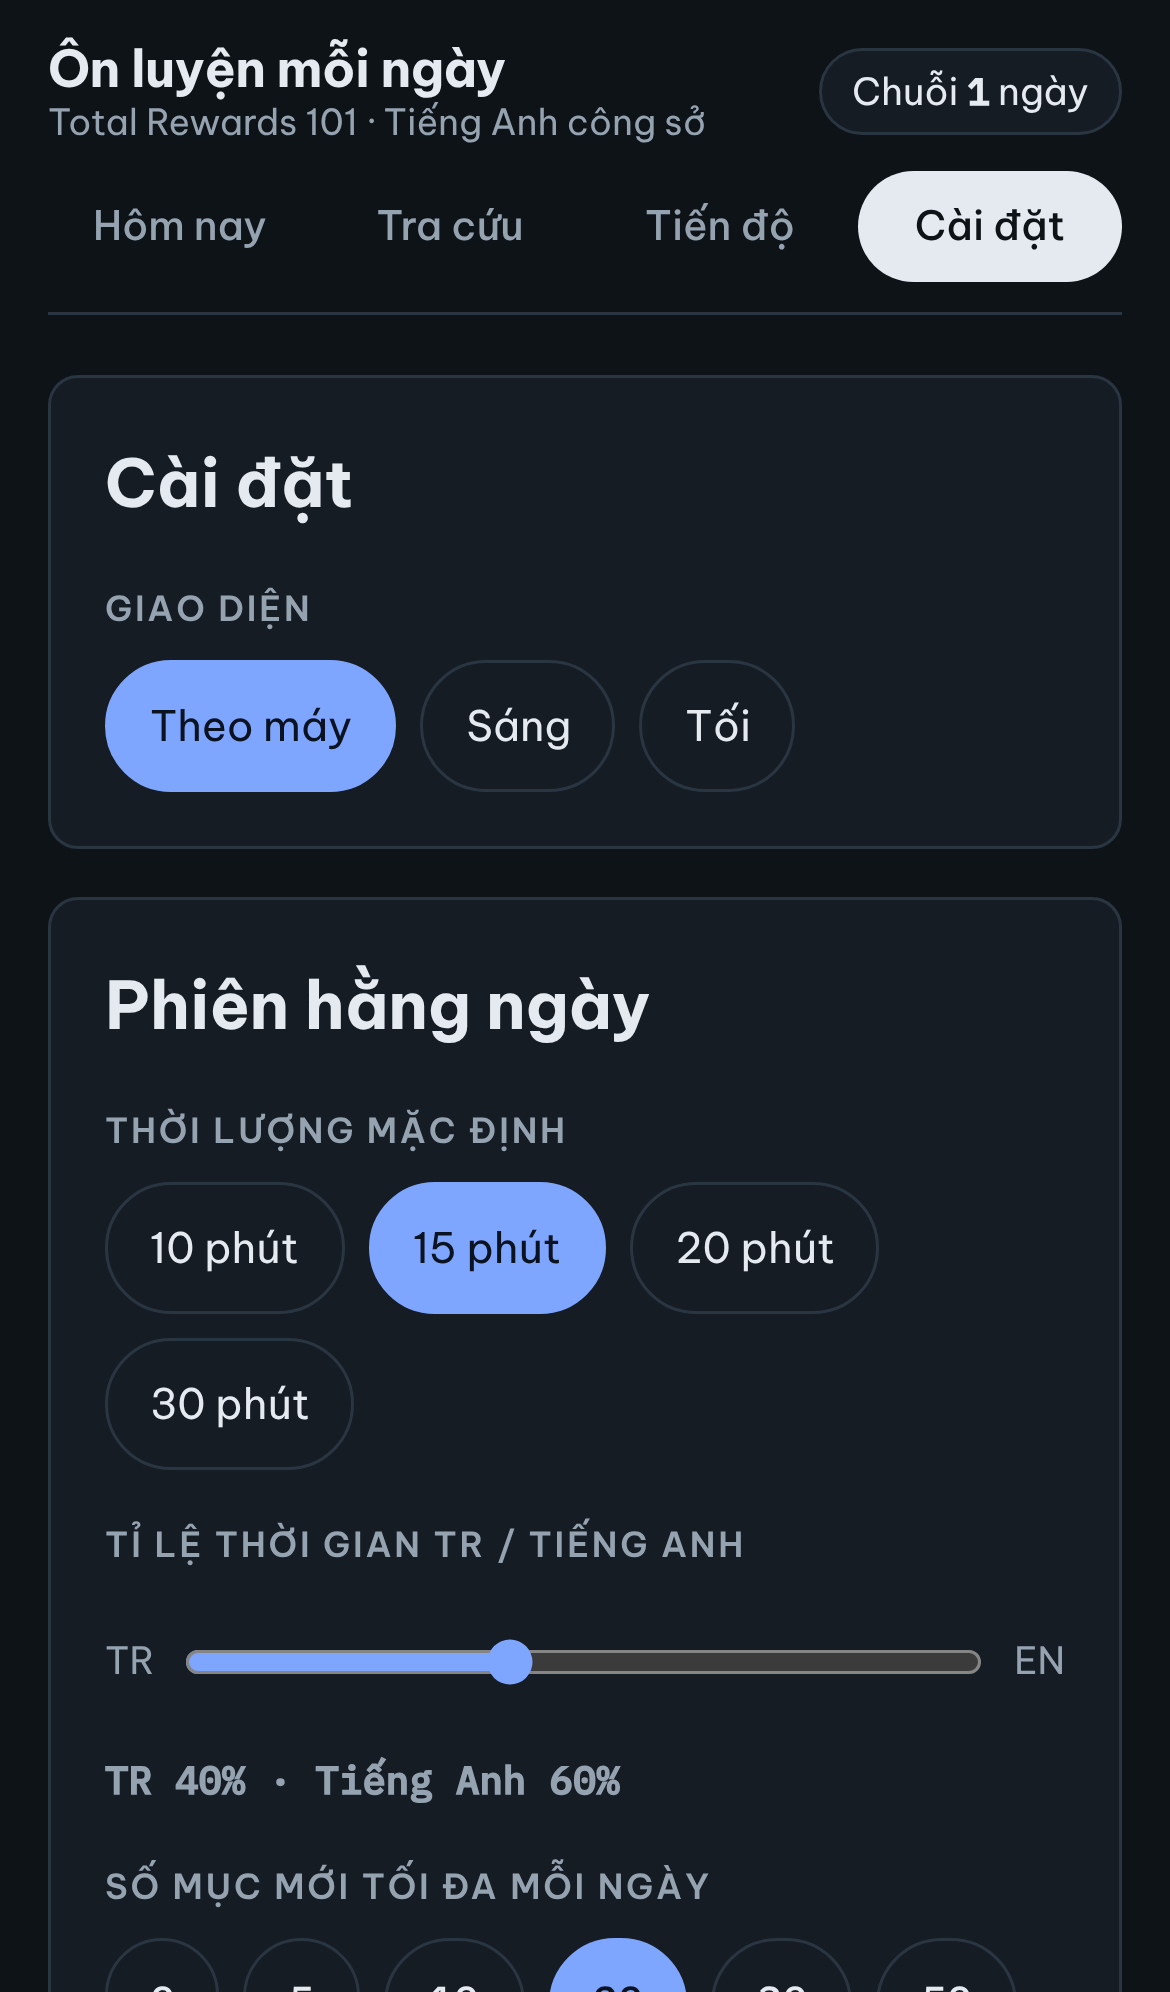 Ôn luyện mỗi ngày
Total Rewards 101 · Tiếng Anh công sở
Chuỗi 1 ngày
Hôm nay
Tra cứu
Tiến độ
Cài đặt
Cài đặt
GIAO DIỆN
Theo máy
Sáng
Tối
Phiên hằng ngày
THỜI LƯỢNG MẶC ĐỊNH
10 phút
15 phút
20 phút
30 phút
TỈ LỆ THỜI GIAN TR / TIẾNG ANH
TR
EN
TR 40% · Tiếng Anh 60%
SỐ MỤC MỚI TỐI ĐA MỖI NGÀY